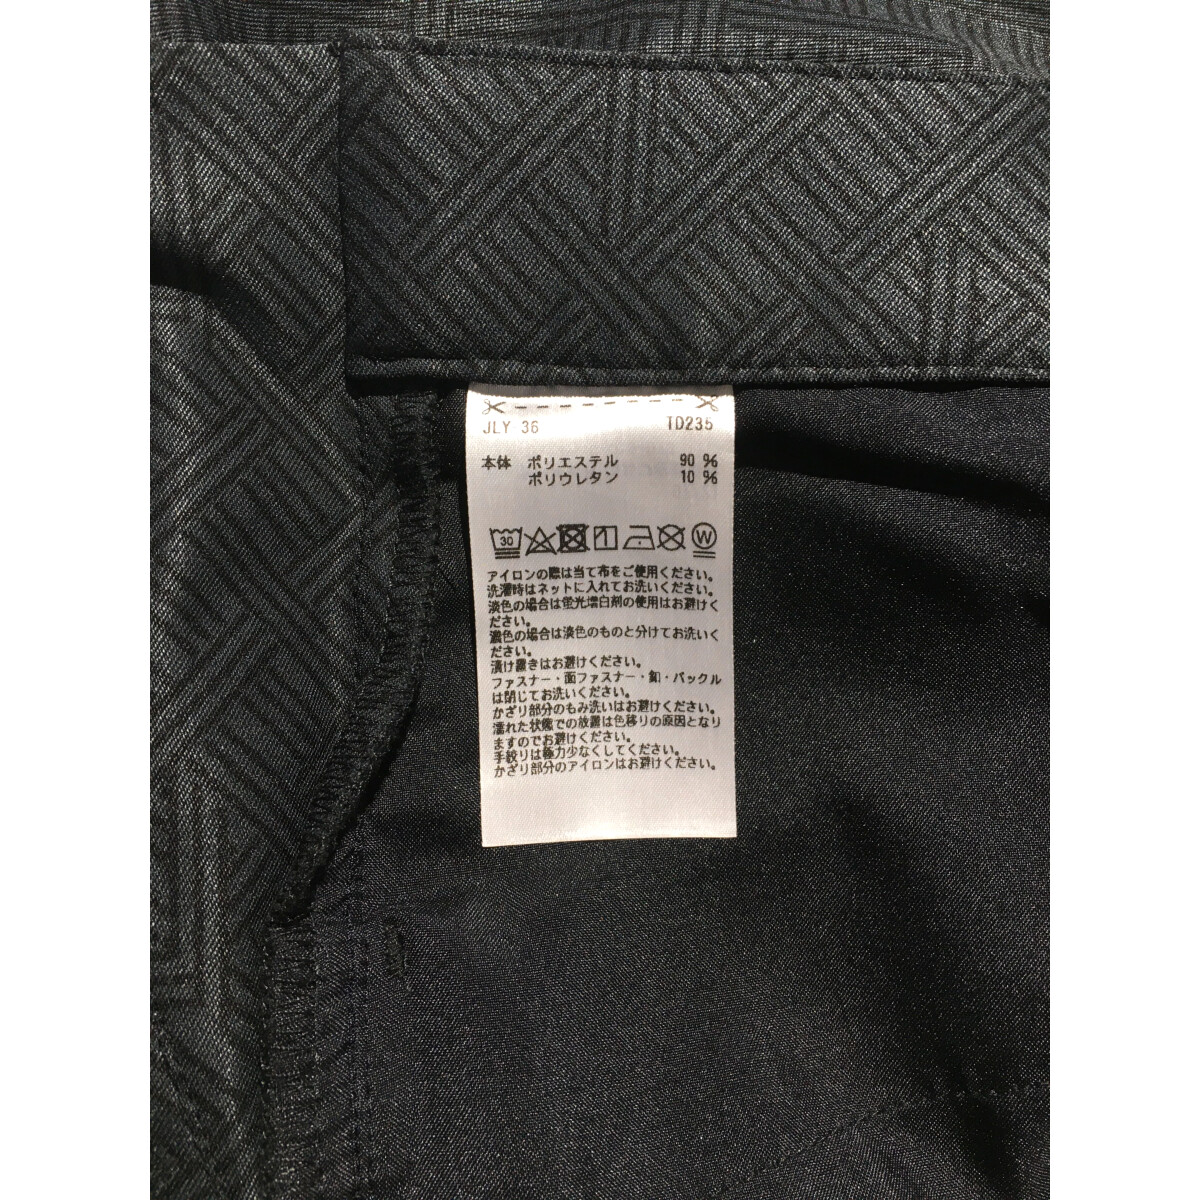 JLY 36 TD235
本体 ポリエステル 90 %
ポリウレタン 10 %
30 W
アイロンの際は当て布をご使用ください。
洗濯時はネットに入れてお洗いください。
淡色の場合は蛍光増白剤の使用はお避けく
ださい。
濃色の場合は淡色のものと分けてお洗いく
ださい。
漬け置きはお避けください。
ファスナー・面ファスナー・釦・バックル
は閉じてお洗いください。
かざり部分のもみ洗いはお避けください。
濡れた状態での放置は色移りの原因となり
ますのでお避けください。
手絞りは極力少なくしてください。
かざり部分のアイロンはお避けください。